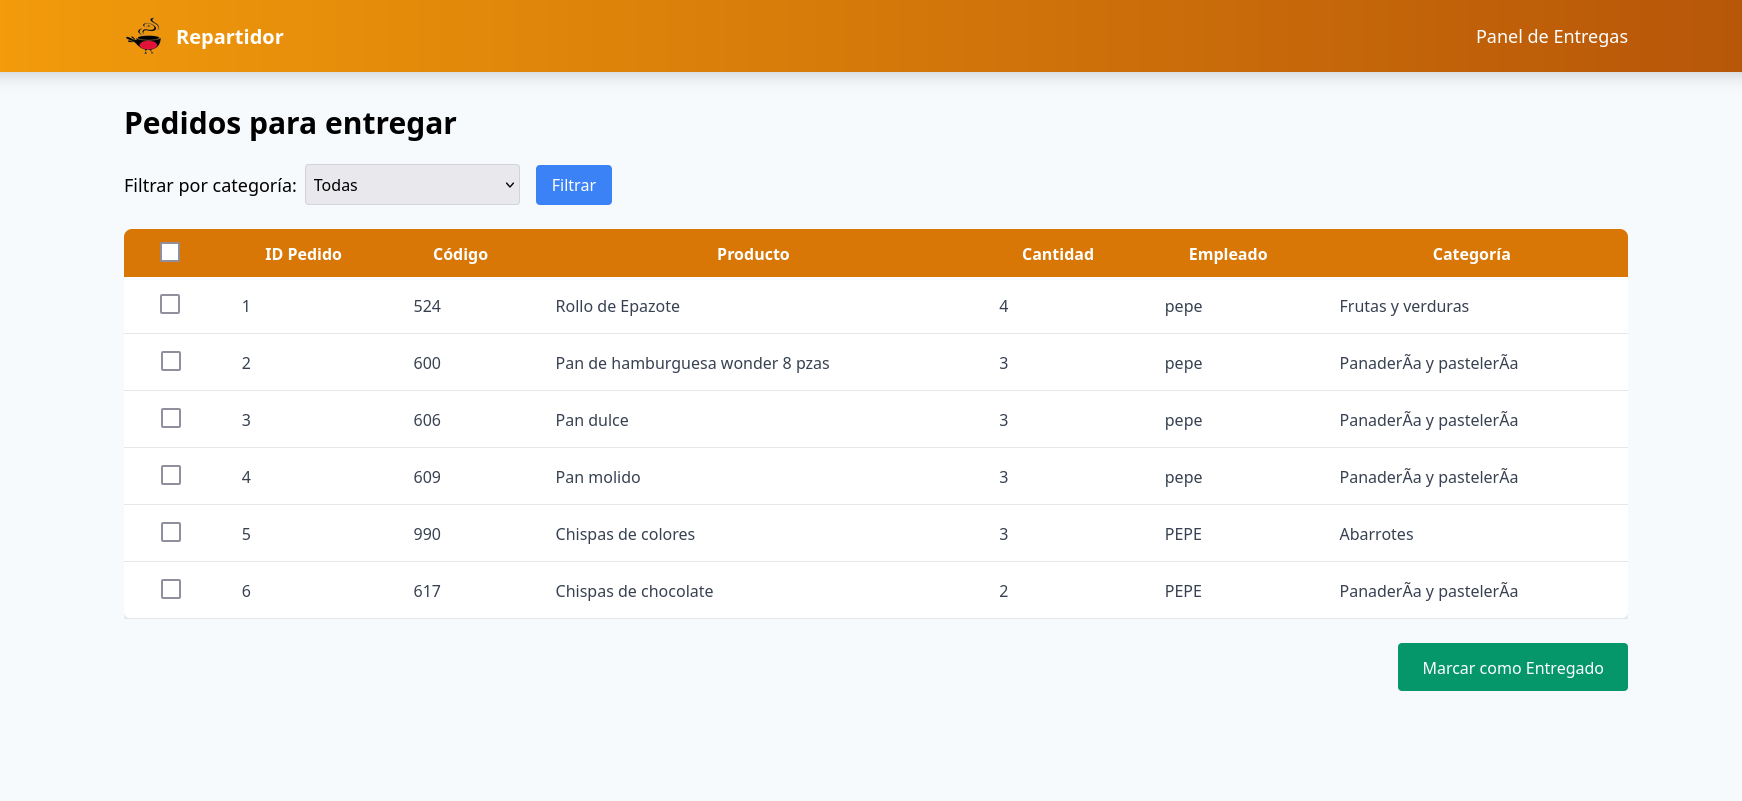 Repartidor
Panel de Entregas
Pedidos para entregar
Filtrar por categoría: Todas Filtrar
ID Pedido Código Producto Cantidad Empleado Categoría
1 524 Rollo de Epazote 4 pepe Frutas y verduras
2 600 Pan de hamburguesa wonder 8 pzas 3 pepe PanaderÃa y pastelerÃa
3 606 Pan dulce 3 pepe PanaderÃa y pastelerÃa
4 609 Pan molido 3 pepe PanaderÃa y pastelerÃa
5 990 Chispas de colores 3 PEPE Abarrotes
6 617 Chispas de chocolate 2 PEPE PanaderÃa y pastelerÃa
Marcar como Entregado